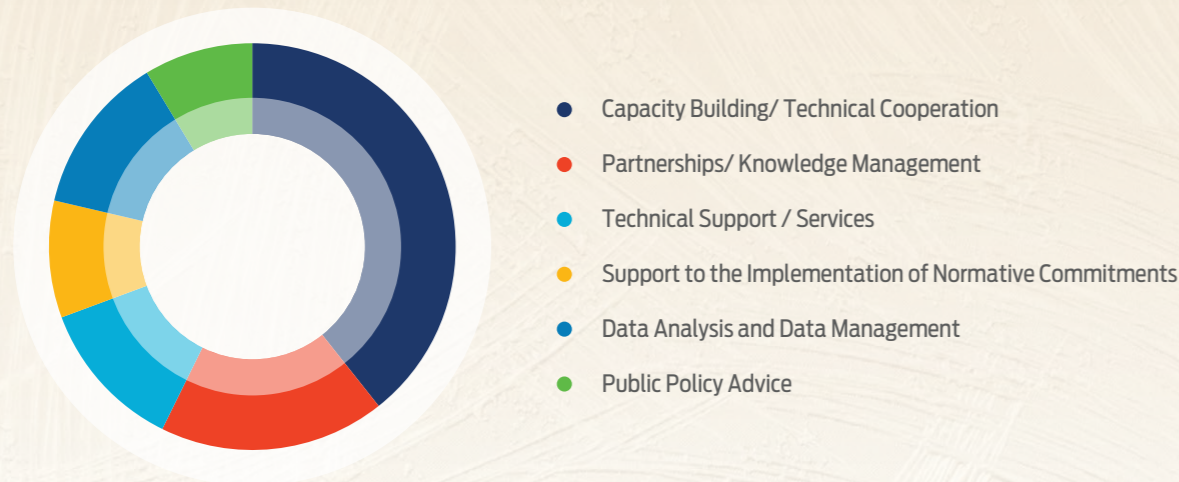 Capacity Building/ Technical Cooperation
Partnerships/ Knowledge Management
Technical Support / Services
Support to the Implementation of Normative Commitments
Data Analysis and Data Management
Public Policy Advice